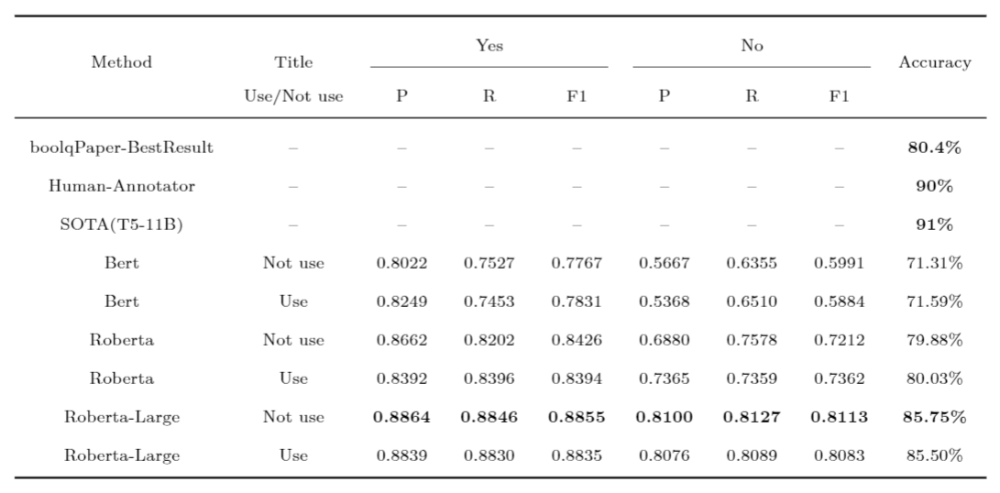 Yes No
Method Title Accuracy
Use/Not use P R F1 P R F1
boolqPaper-BestResult – – – – – – – 80.4%
Human-Annotator – – – – – – – 90%
SOTA(T5-11B) – – – – – – – 91%
Bert Not use 0.8022 0.7527 0.7767 0.5667 0.6355 0.5991 71.31%
Bert Use 0.8249 0.7453 0.7831 0.5368 0.6510 0.5884 71.59%
Roberta Not use 0.8662 0.8202 0.8426 0.6880 0.7578 0.7212 79.88%
Roberta Use 0.8392 0.8396 0.8394 0.7365 0.7359 0.7362 80.03%
Roberta-Large Not use 0.8864 0.8846 0.8855 0.8100 0.8127 0.8113 85.75%
Roberta-Large Use 0.8839 0.8830 0.8835 0.8076 0.8089 0.8083 85.50%